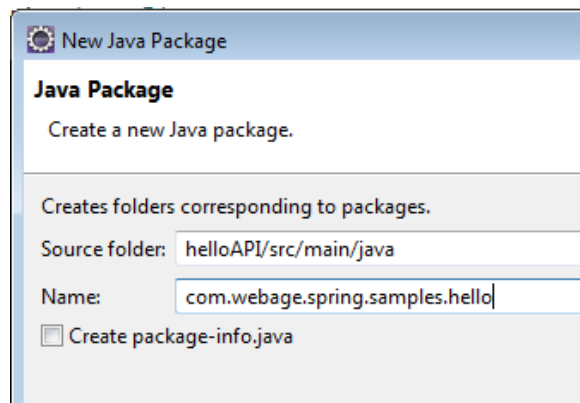 New Java Package
Java Package
Create a new Java package.
Creates folders corresponding to packages.
Source folder: helloAPI/src/main/java
Name: com.webage.spring.samples.hello
Create package-info.java